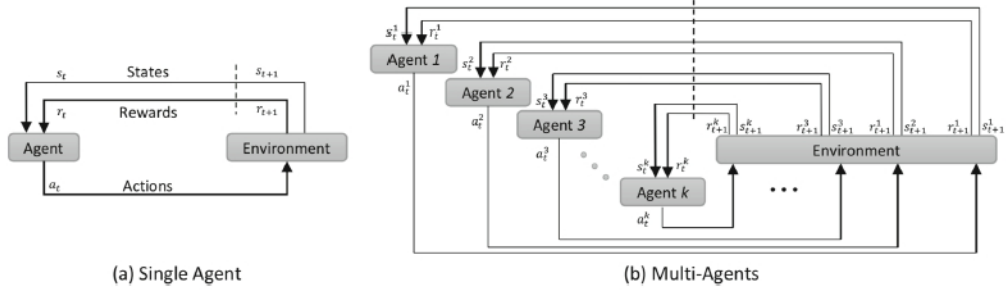 s_t States s_{t+1}
r_t Rewards r_{t+1}
Agent Environment
a_t Actions
(a) Single Agent
s_t^1 r_t^1
Agent 1
a_t^1
s_t^2 r_t^2
Agent 2
a_t^2
s_t^3 r_t^3
Agent 3
a_t^3
s_t^k r_t^k
Agent k
a_t^k
r_{t+1}^k s_{t+1}^k r_{t+1}^3 s_{t+1}^3 r_{t+1}^1 s_{t+1}^2 r_{t+1}^1 s_{t+1}^1
Environment
(b) Multi-Agents